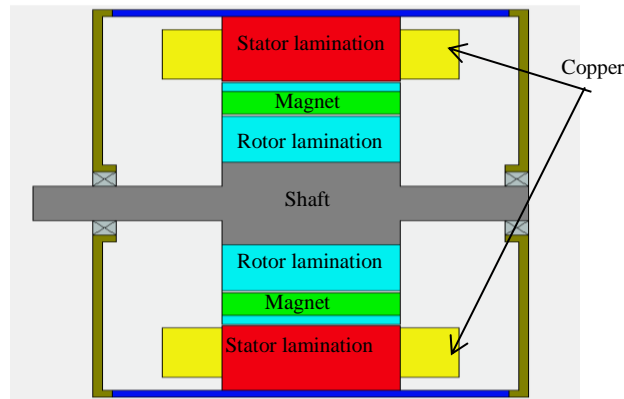 Stator lamination
Copper
Magnet
Rotor lamination
Shaft
Rotor lamination
Magnet
Stator lamination